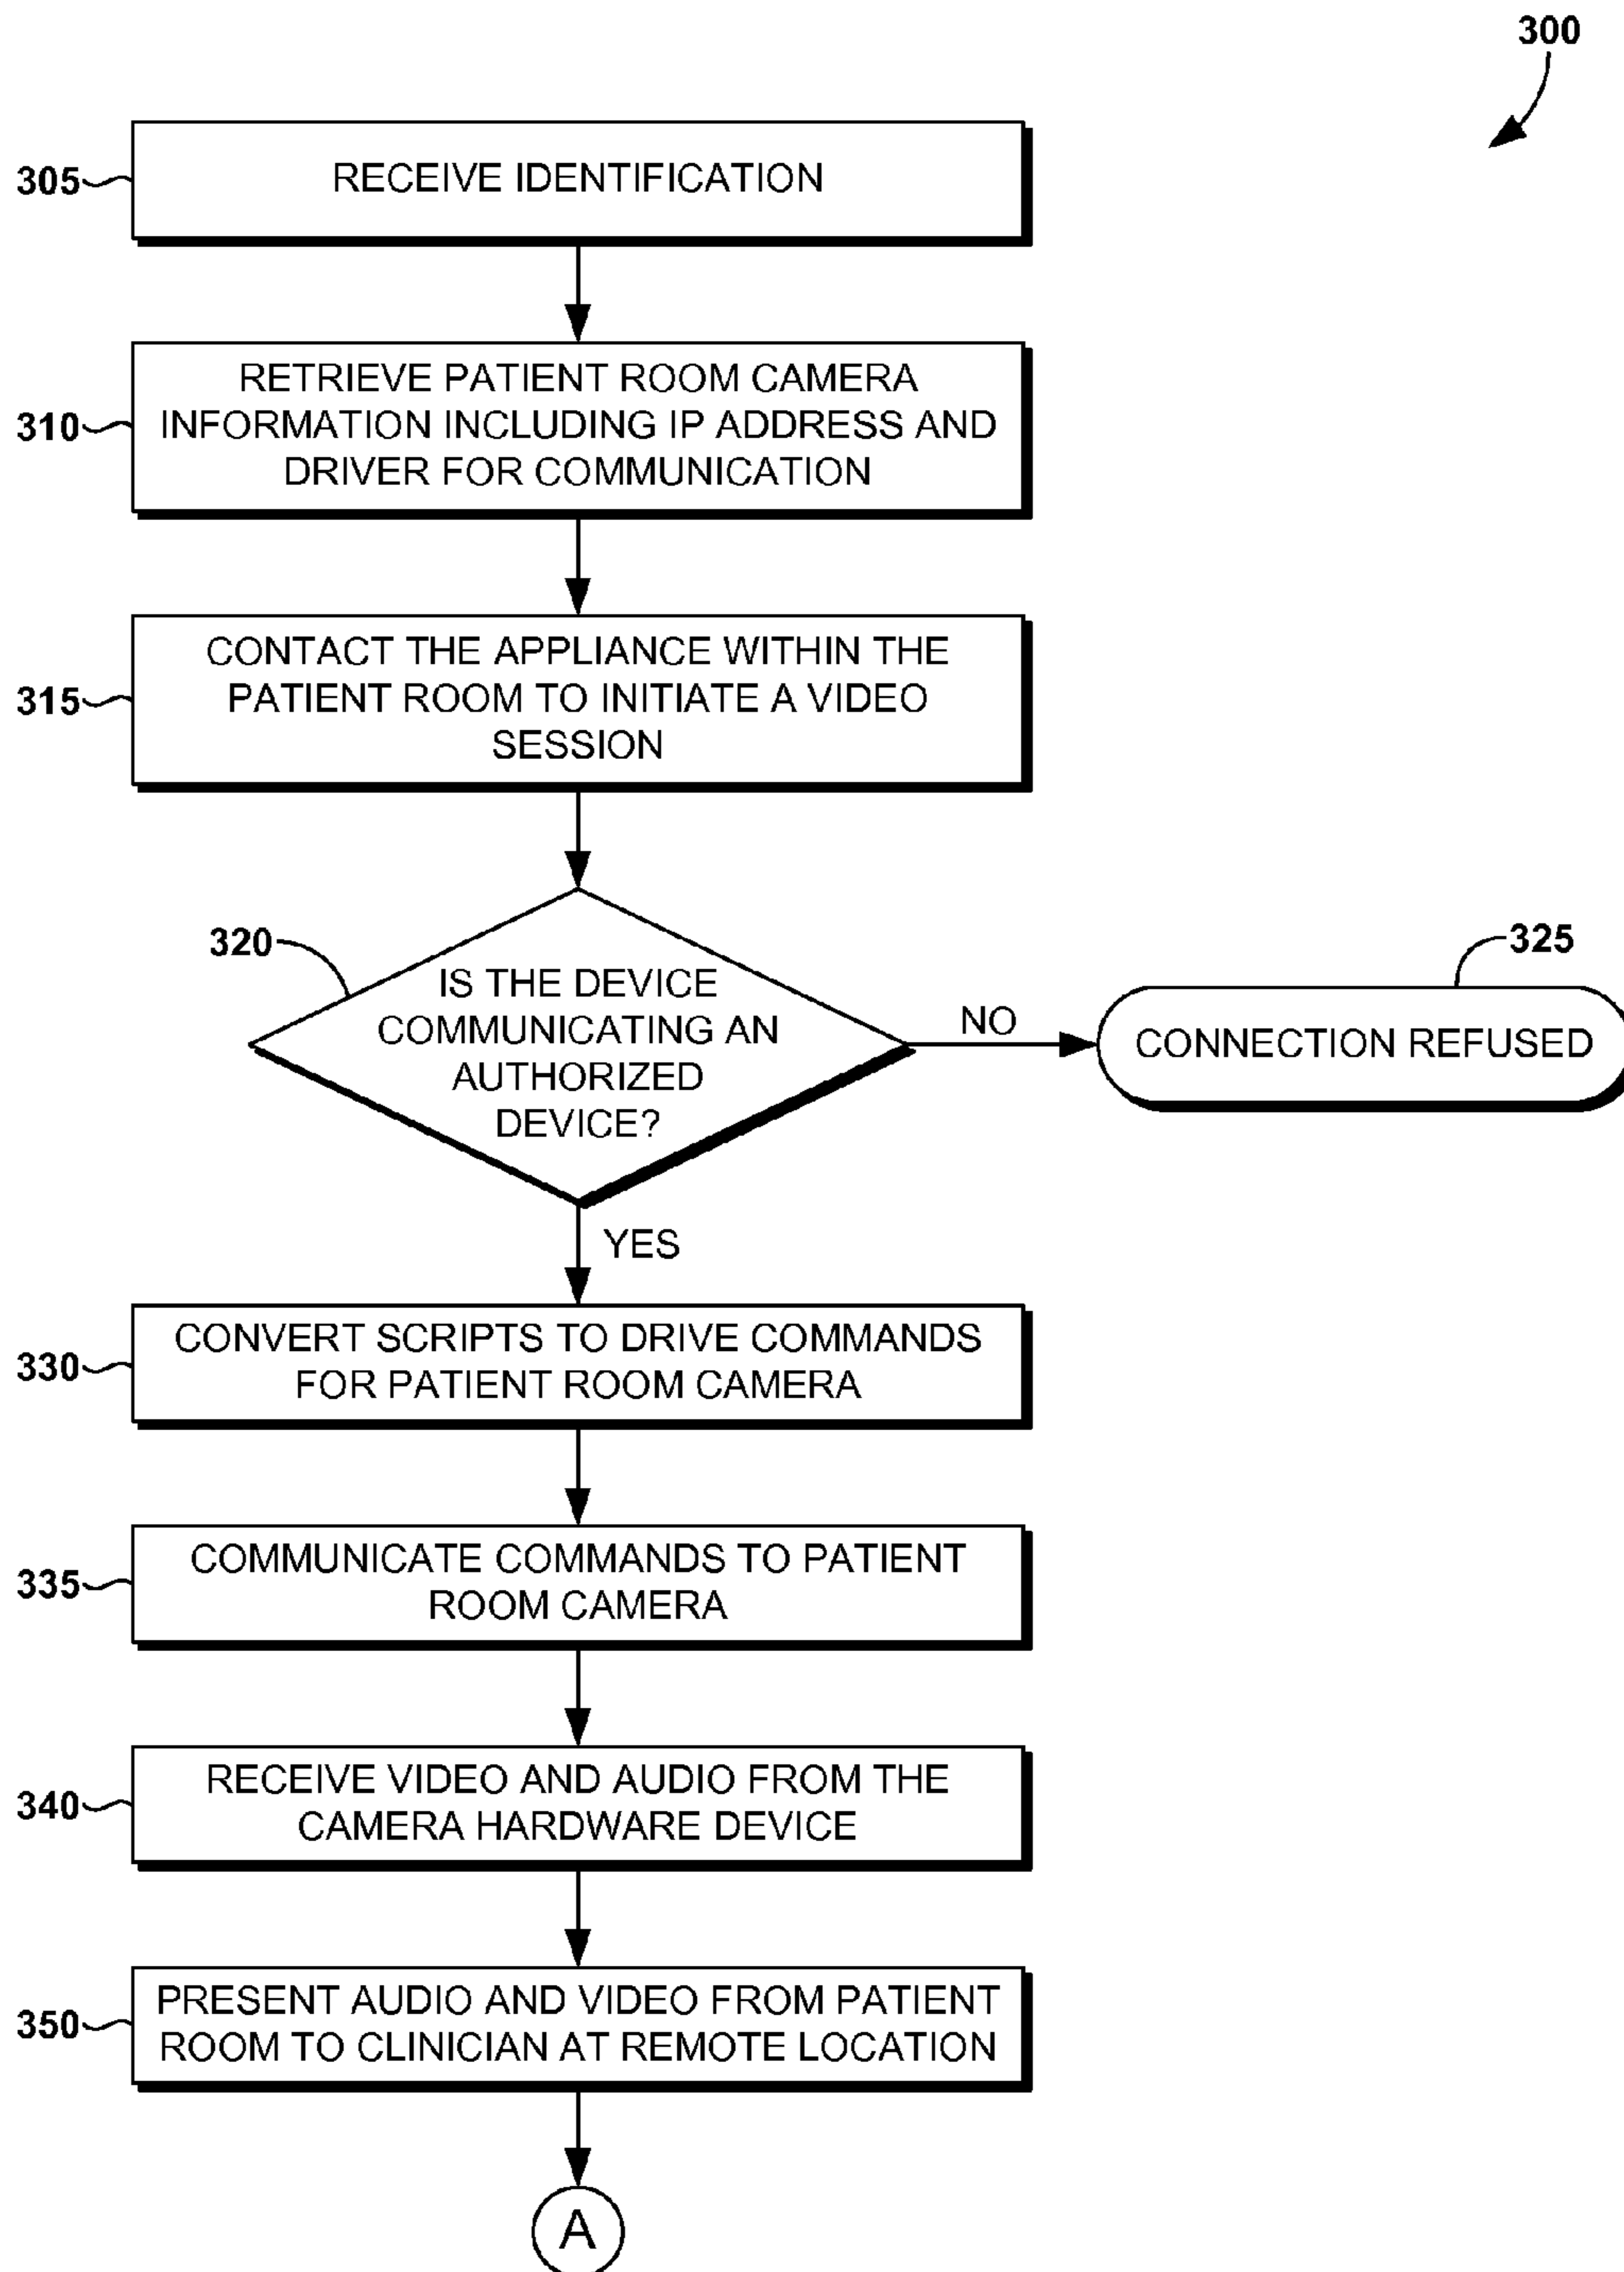 300
305
RECEIVE IDENTIFICATION
310
RETRIEVE PATIENT ROOM CAMERA
INFORMATION INCLUDING IP ADDRESS AND
DRIVER FOR COMMUNICATION
315
CONTACT THE APPLIANCE WITHIN THE
PATIENT ROOM TO INITIATE A VIDEO
SESSION
320
IS THE DEVICE
COMMUNICATING AN
AUTHORIZED
DEVICE?
NO
325
CONNECTION REFUSED
YES
330
CONVERT SCRIPTS TO DRIVE COMMANDS
FOR PATIENT ROOM CAMERA
335
COMMUNICATE COMMANDS TO PATIENT
ROOM CAMERA
340
RECEIVE VIDEO AND AUDIO FROM THE
CAMERA HARDWARE DEVICE
350
PRESENT AUDIO AND VIDEO FROM PATIENT
ROOM TO CLINICIAN AT REMOTE LOCATION
A